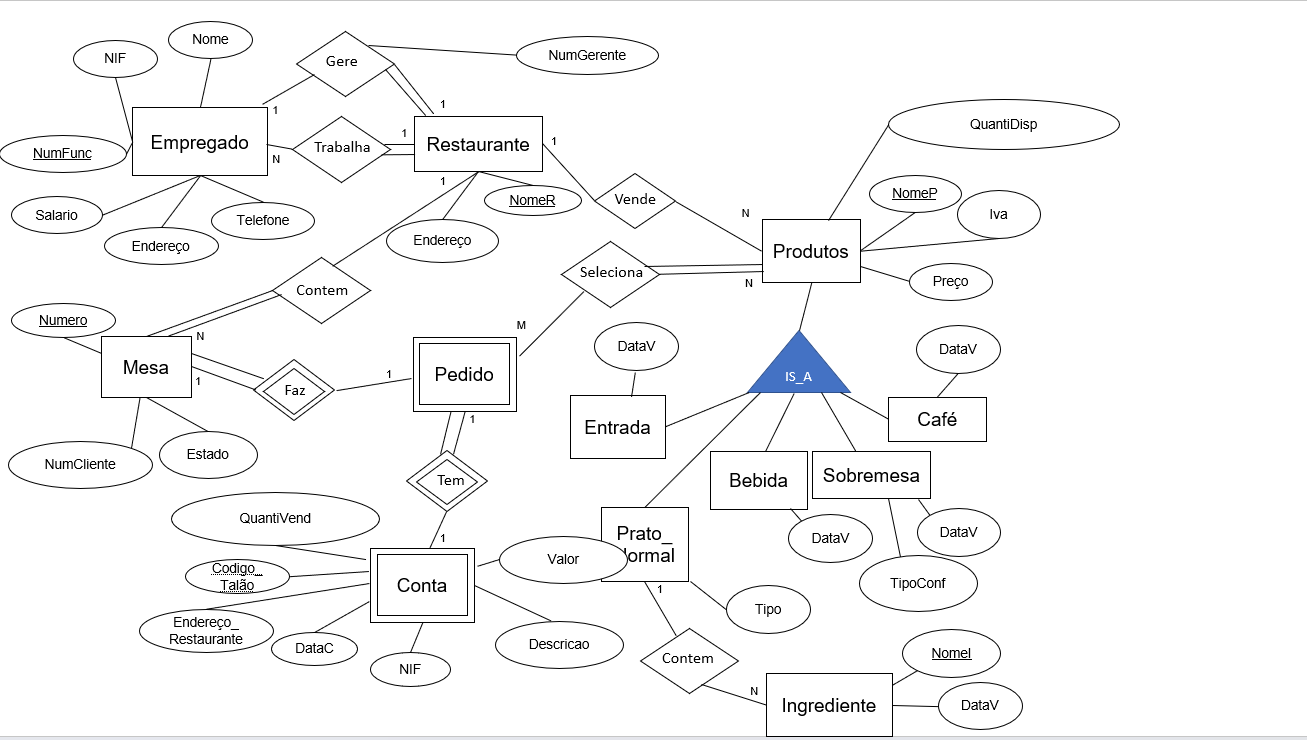 Nome
NIF
Gere
NumGerente
1
1
QuantiDisp
Empregado
Trabalha
1
Restaurante
1
N
NumFunc
1
NomeR
Vende
N
NomeP
Iva
Salario
Telefone
Endereço
Endereço
Produtos
Seleciona
N
Preço
Contem
Numero
N
M
DataV
DataV
Mesa
1
Faz
1
Pedido
IS_A
1
Entrada
Café
NumCliente
Estado
Tem
Bebida
Sobremesa
QuantiVend
1
DataV
DataV
Prato_
Valor
Codigo_
Talão
Conta
TipoConf
1
Tipo
Endereço_
Restaurante
DataC
NIF
Descricao
Contem
NomeI
N
Ingrediente
DataV